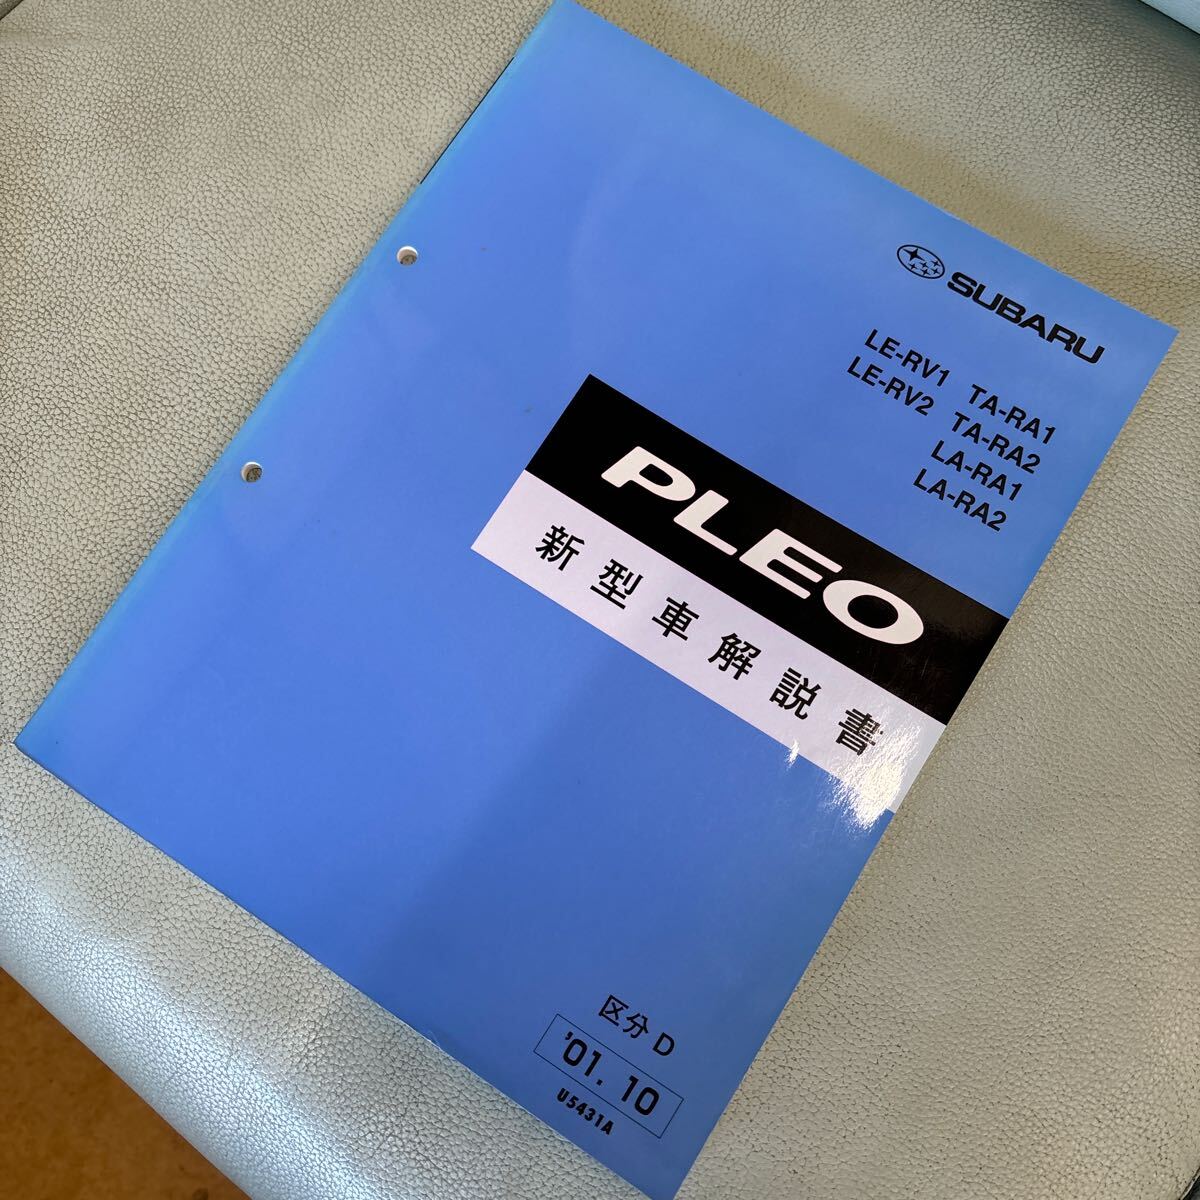 SUBARU
LE-RV1 TA-RA1
LE-RV2 TA-RA2
LA-RA1
LA-RA2
PLEO
新型車解説書
区分 D
'01. 10
U5431A